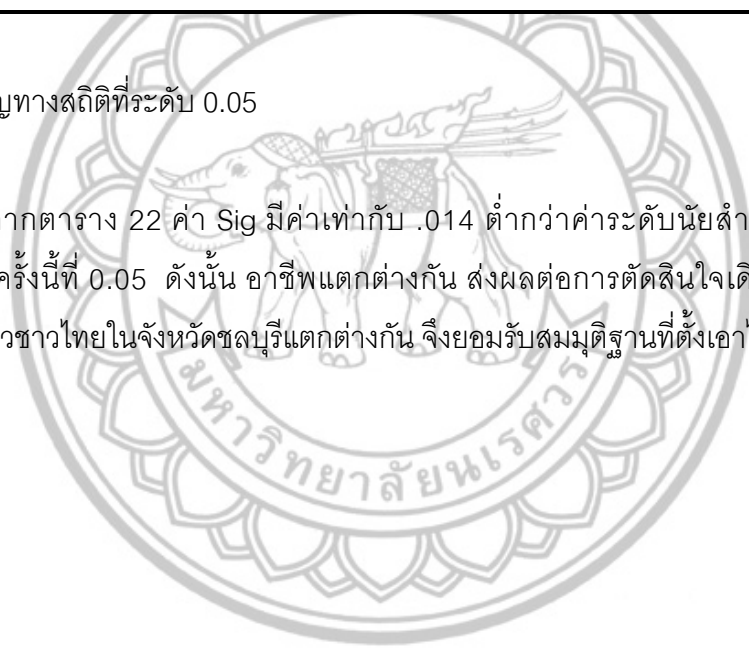 ญทางสถิติที่ระดับ 0.05
ากตาราง 22 ค่า Sig มีค่าเท่ากับ .014 ต่ำกว่าค่าระดับนัยสำ
ครั้งนี้ที่ 0.05 ดังนั้น อาชีพแตกต่างกัน ส่งผลต่อการตัดสินใจเดิ
วชาวไทยในจังหวัดชลบุรีแตกต่างกัน จึงยอมรับสมมุติฐานที่ตั้งเอาไ
มหาวิทยาลัยนเรศวร